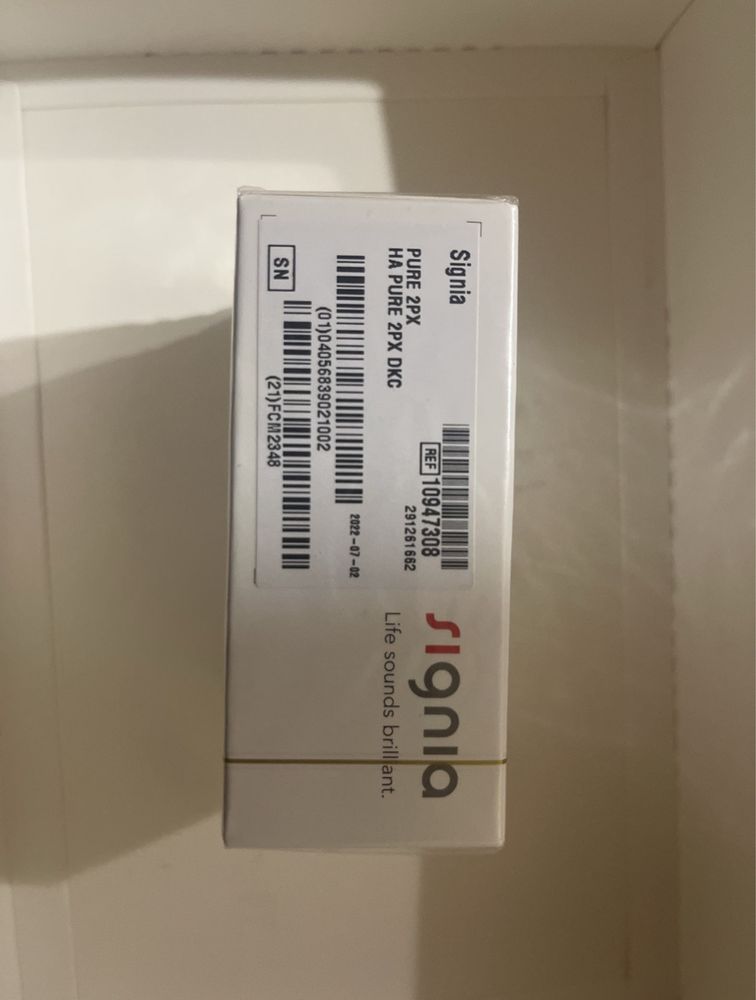 Signia
PURE 2PX
HA PURE 2PX DKC
REF 10947308
291261662
(01)04056839021002
2022-07-02
SN
(21)FCM2348
signia
Life sounds brilliant.